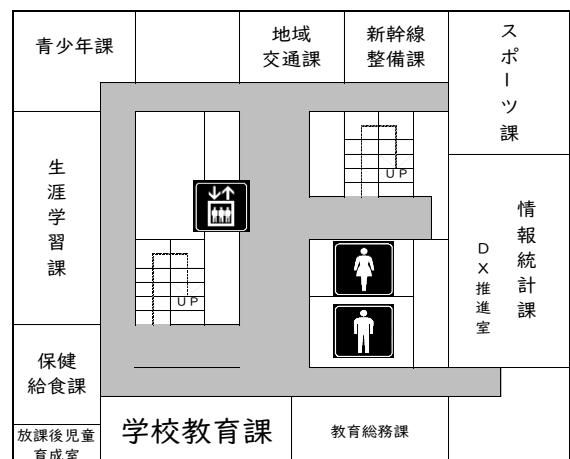 青少年課
地域
交通課
新幹線
整備課
スポーツ課
生涯学習課
UP
UP
情報統計課
DX推進室
保健
給食課
放課後児童
育成室
学校教育課
教育総務課